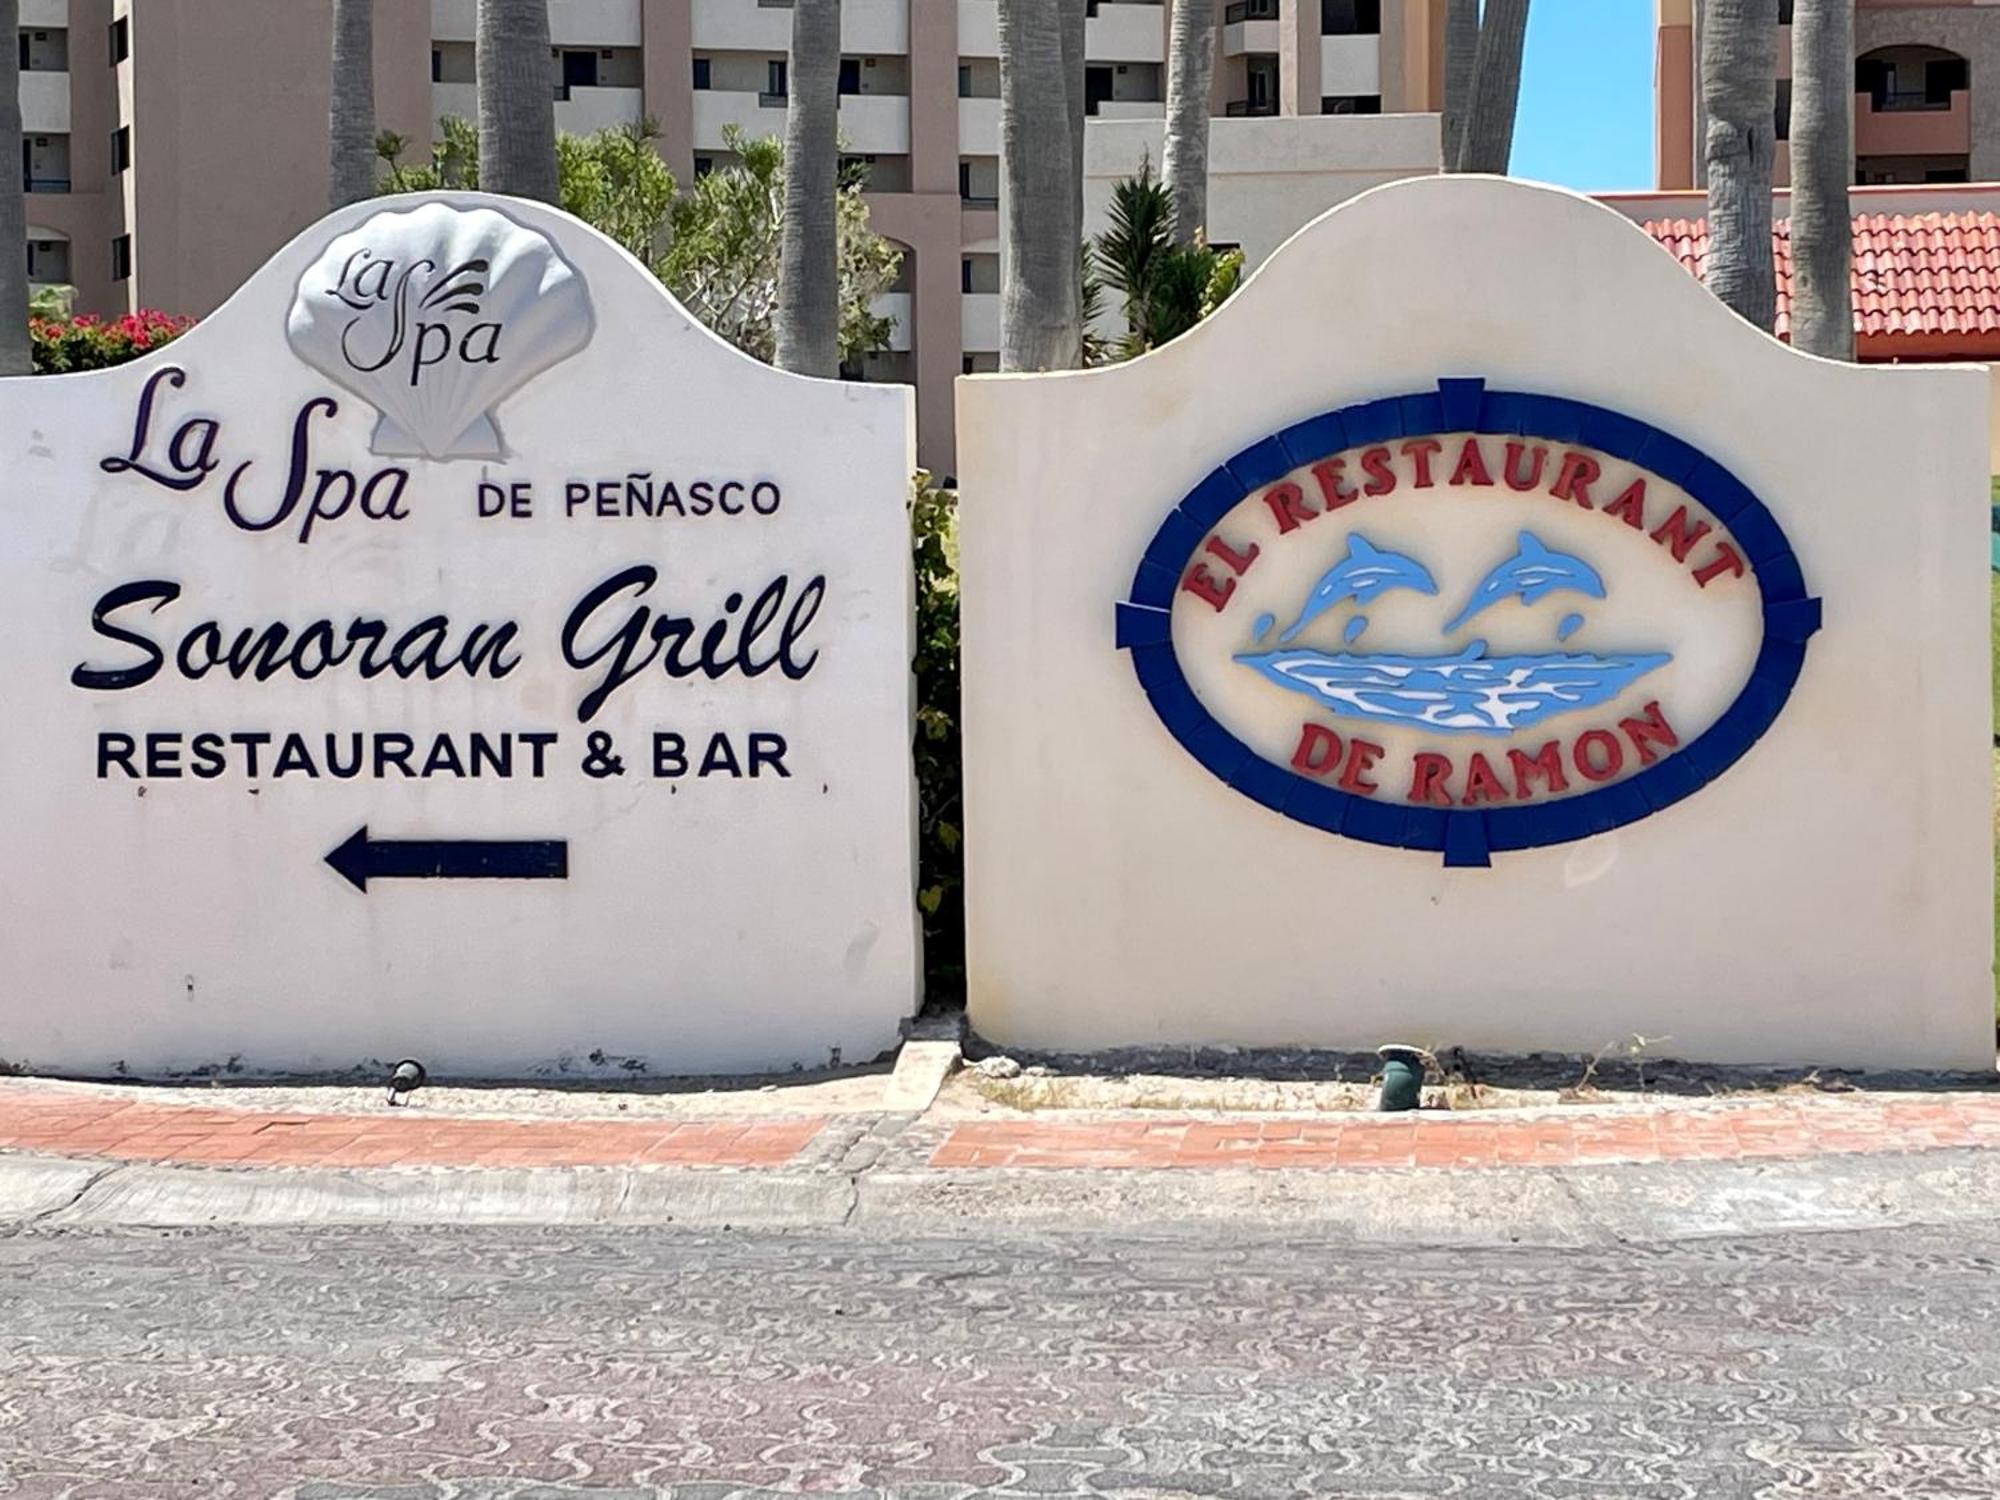 La
Spa
La Spa DE PEÑASCO
Sonoran Grill
RESTAURANT & BAR
EL RESTAURANT
DE RAMON